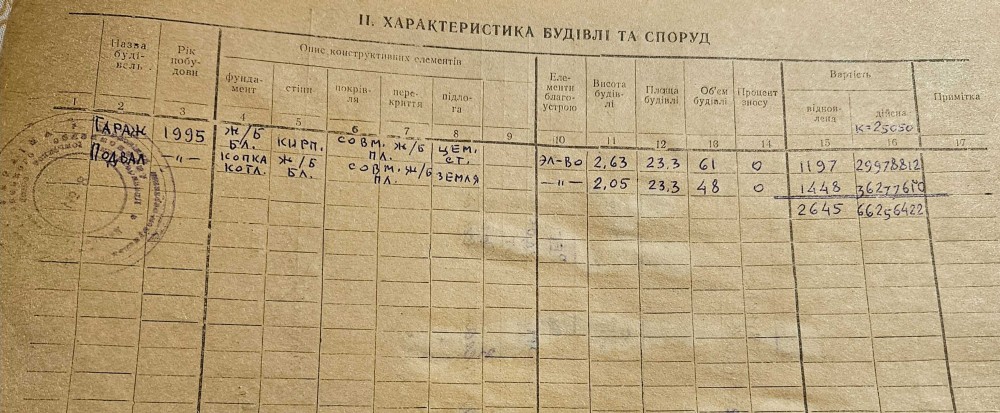 II. ХАРАКТЕРИСТИКА БУДІВЛІ ТА СПОРУД
Назва будівель
Рік побудови
Опис конструктивних елементів
Елементи благоустрою
Висота будівлі
Площа будівлі
Об'єм будівлі
Процент зносу
Вартість
Примітка
фундамент
стіни
покрівля
перекриття
підлога
відновленд
дійсна
К=25050
1 2 3 4 5 6 7 8 9 10 11 12 13 14 15 16 17
ГАРАЖ 1995 Ж/Б БЛ. КИРП. СОВМ. Ж/Б ПЛ. ЦЕМ. СТ. ЭЛ-ВО 2,63 23.3 61 0 1197 29978812
ПОДВАЛ —"— КОПКА КОТЛ. Ж/Б БЛ. СОВМ. Ж/Б ПЛ. ЗЕМЛЯ —"— 2,05 23,3 48 0 1448 36277610
2645 66256422